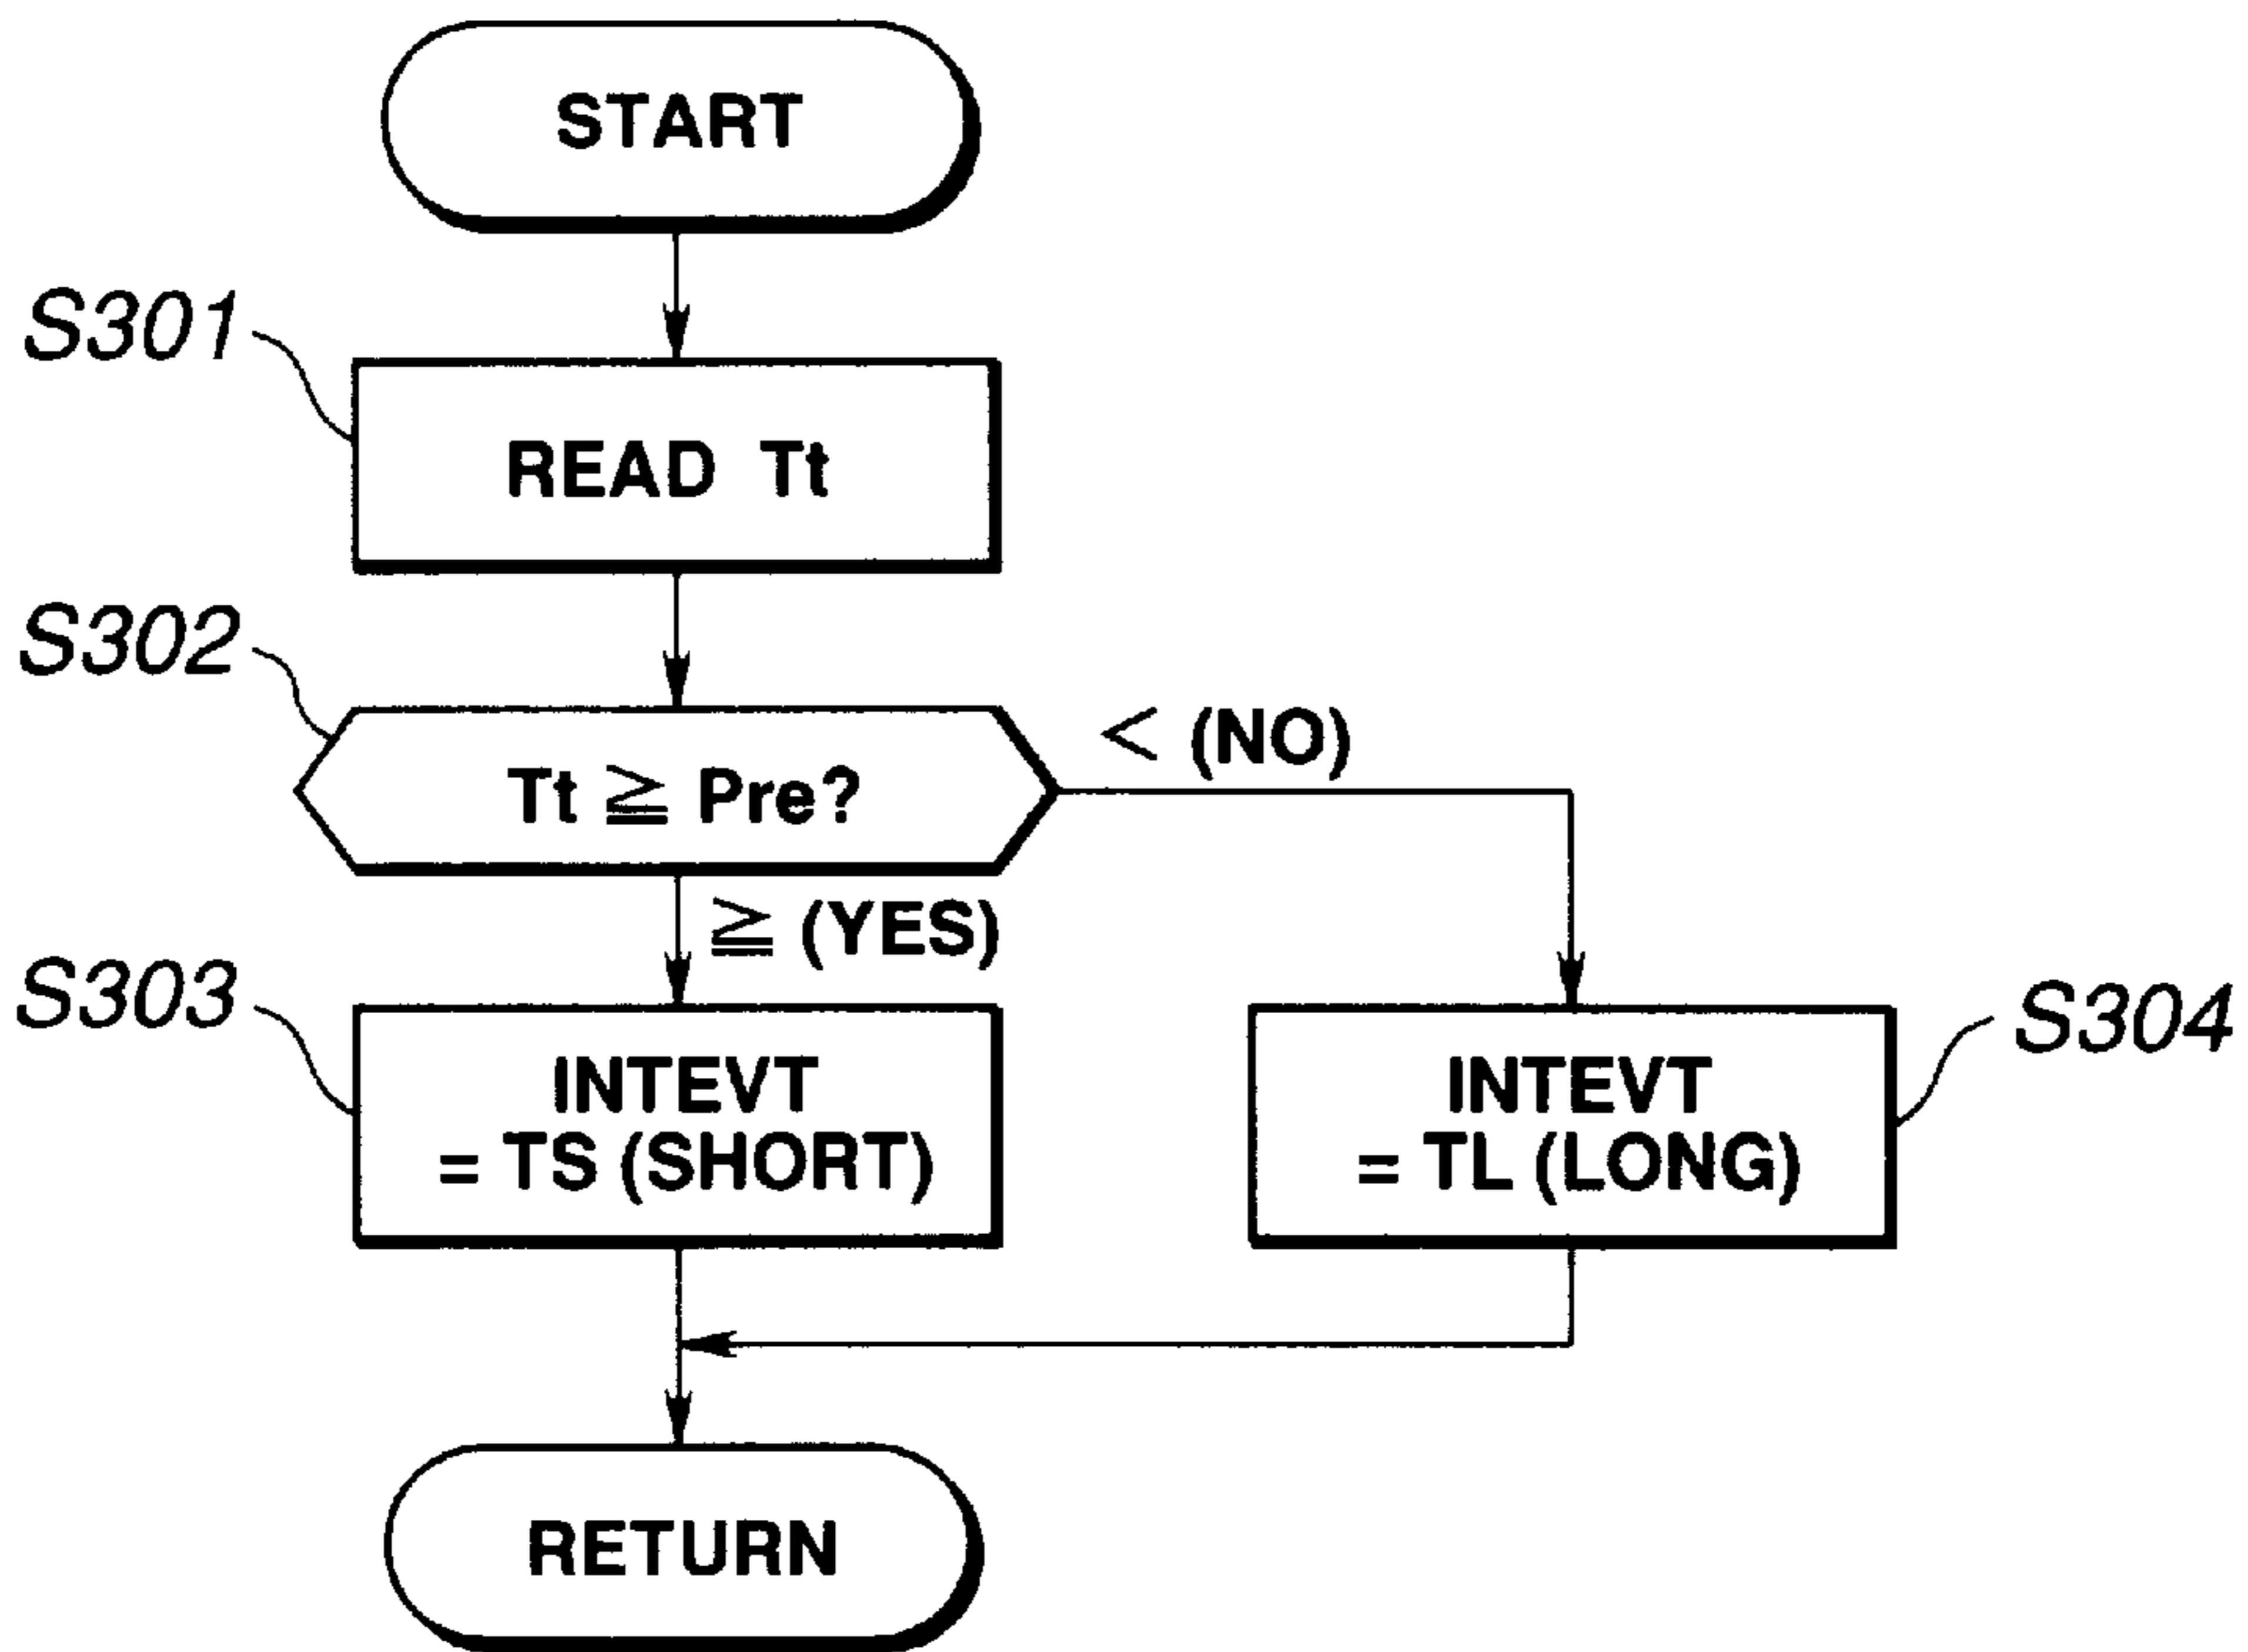 START
S301
READ Tt
S302
Tt ≧ Pre?
< (NO)
≧ (YES)
S303
INTEVT
= TS (SHORT)
INTEVT
= TL (LONG)
S304
RETURN